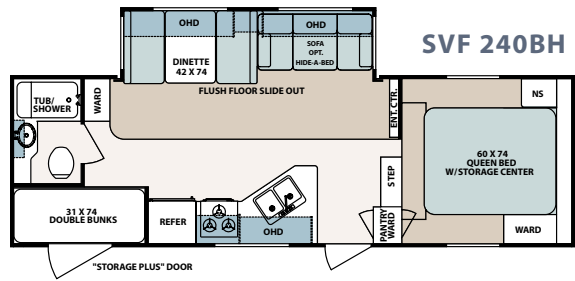 SVF 240BH
OHD
OHD
DINETTE
42 X 74
SOFA
OPT.
HIDE-A-BED
FLUSH FLOOR SLIDE OUT
TUB/
SHOWER
WARD
ENT. CTR.
NS
60 X 74
QUEEN BED
W/STORAGE CENTER
STEP
31 X 74
DOUBLE BUNKS
REFER
OHD
PANTRY
WARD
WARD
"STORAGE PLUS" DOOR